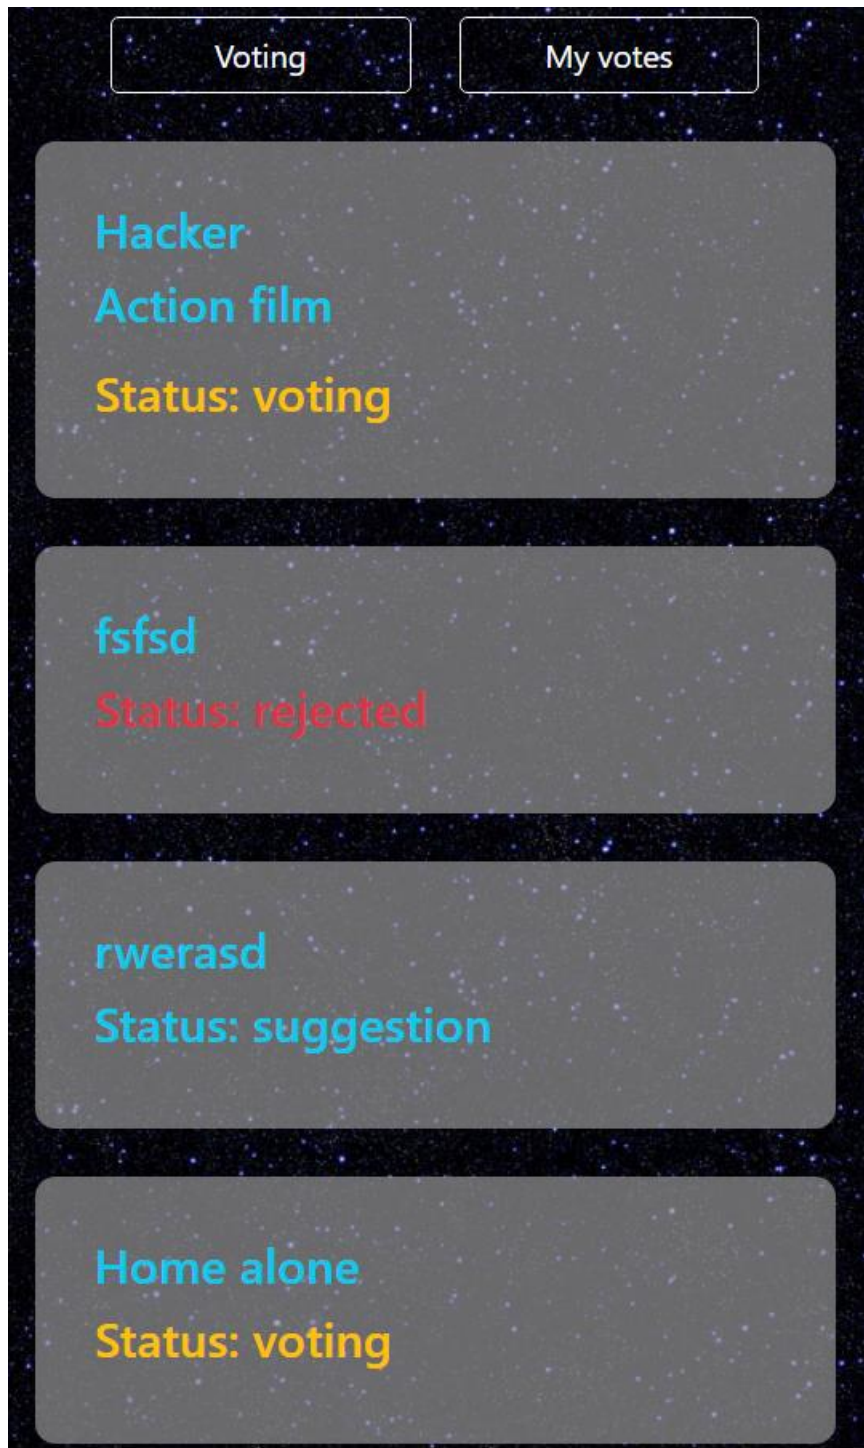 Voting
My votes
Hacker
Action film
Status: voting
fsfsd
Status: rejected
rwerasd
Status: suggestion
Home alone
Status: voting